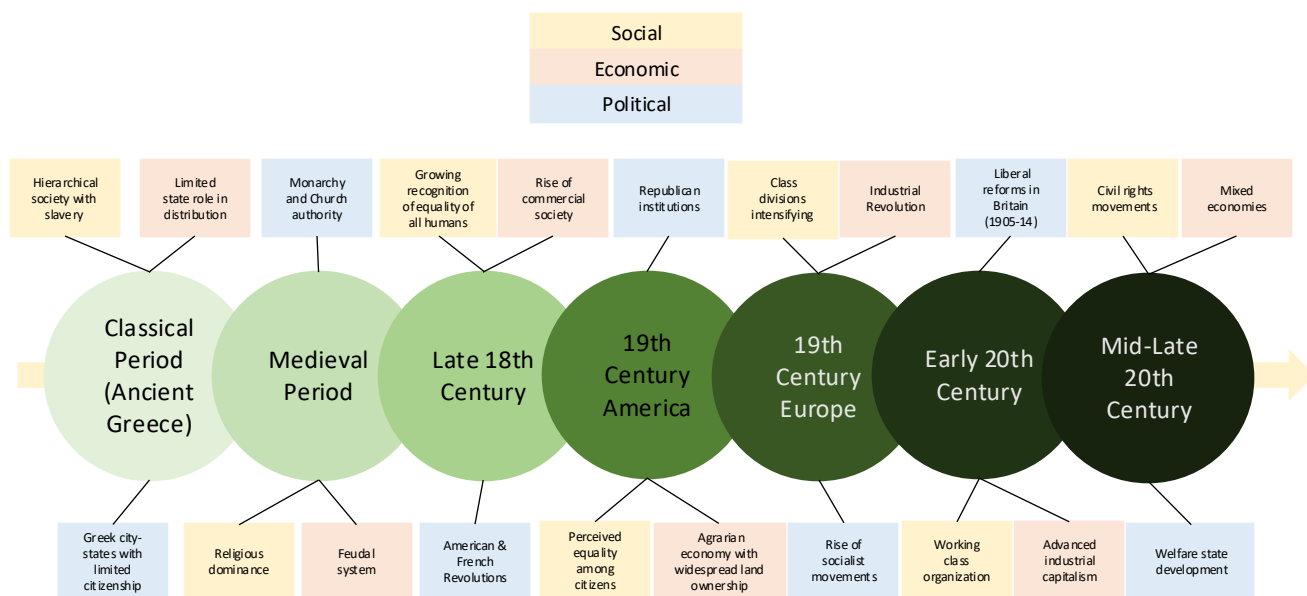 Social
Economic
Political
Hierarchical
society with
slavery
Limited
state role in
distribution
Monarchy
and Church
authority
Growing
recognition
of equality of
all humans
Rise of
commercial
society
Republican
institutions
Class
divisions
intensifying
Industrial
Revolution
Liberal
reforms in
Britain
(1905-14)
Civil rights
movements
Mixed
economies
Classical
Period
(Ancient
Greece)
Medieval
Period
Late 18th
Century
19th
Century
America
19th
Century
Europe
Early 20th
Century
Mid-Late
20th
Century
Greek city-
states with
limited
citizenship
Religious
dominance
Feudal
system
American &
French
Revolutions
Perceived
equality
among
citizens
Agrarian
economy with
widespread land
ownership
Rise of
socialist
movements
Working
class
organization
Advanced
industrial
capitalism
Welfare state
development